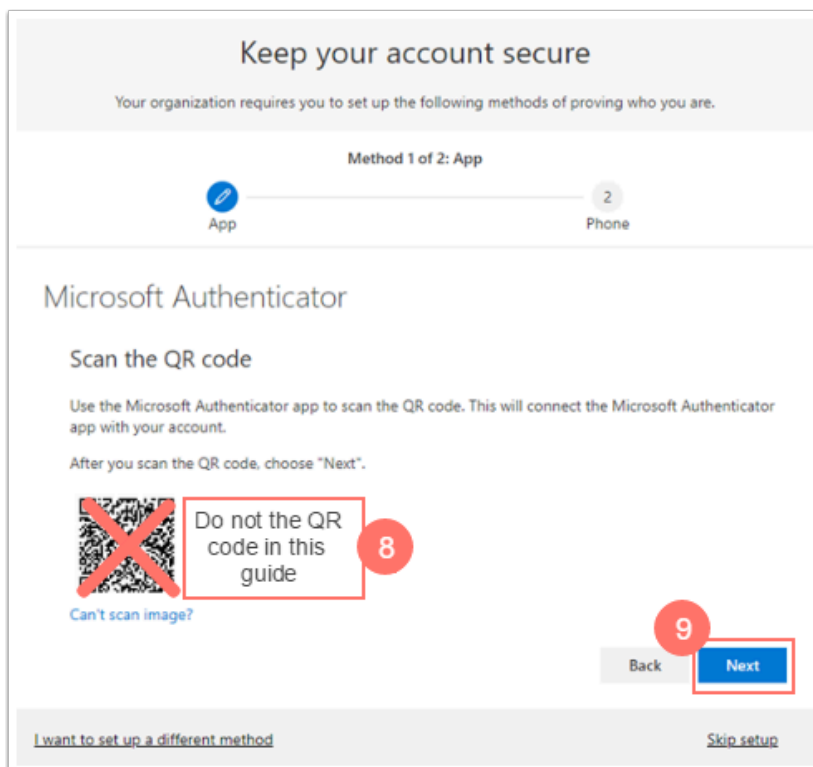 Keep your account secure
Your organization requires you to set up the following methods of proving who you are.
Method 1 of 2: App
2
App
Phone
Microsoft Authenticator
Scan the QR code
Use the Microsoft Authenticator app to scan the QR code. This will connect the Microsoft Authenticator
app with your account.
After you scan the QR code, choose "Next".
Do not the QR
code in this
guide
8
Can't scan image?
9
Back
Next
I want to set up a different method
Skip setup